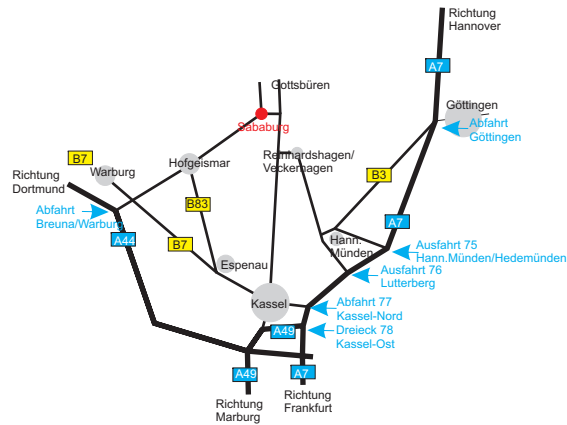 Richtung
Hannover
A7
Gottsbüren
Göttingen
Sababurg
Abfahrt
Göttingen
B7
Hofgeismar
Reinhardshagen/
Veckerhagen
Warburg
B3
Richtung
Dortmund
B83
Abfahrt
Breuna/Warburg
A7
A44
B7
Hann.
Münden
Ausfahrt 75
Hann.Münden/Hedemünden
Espenau
Ausfahrt 76
Lutterberg
Kassel
Abfahrt 77
Kassel-Nord
A49
Dreieck 78
Kassel-Ost
A49
A7
Richtung
Frankfurt
Richtung
Marburg